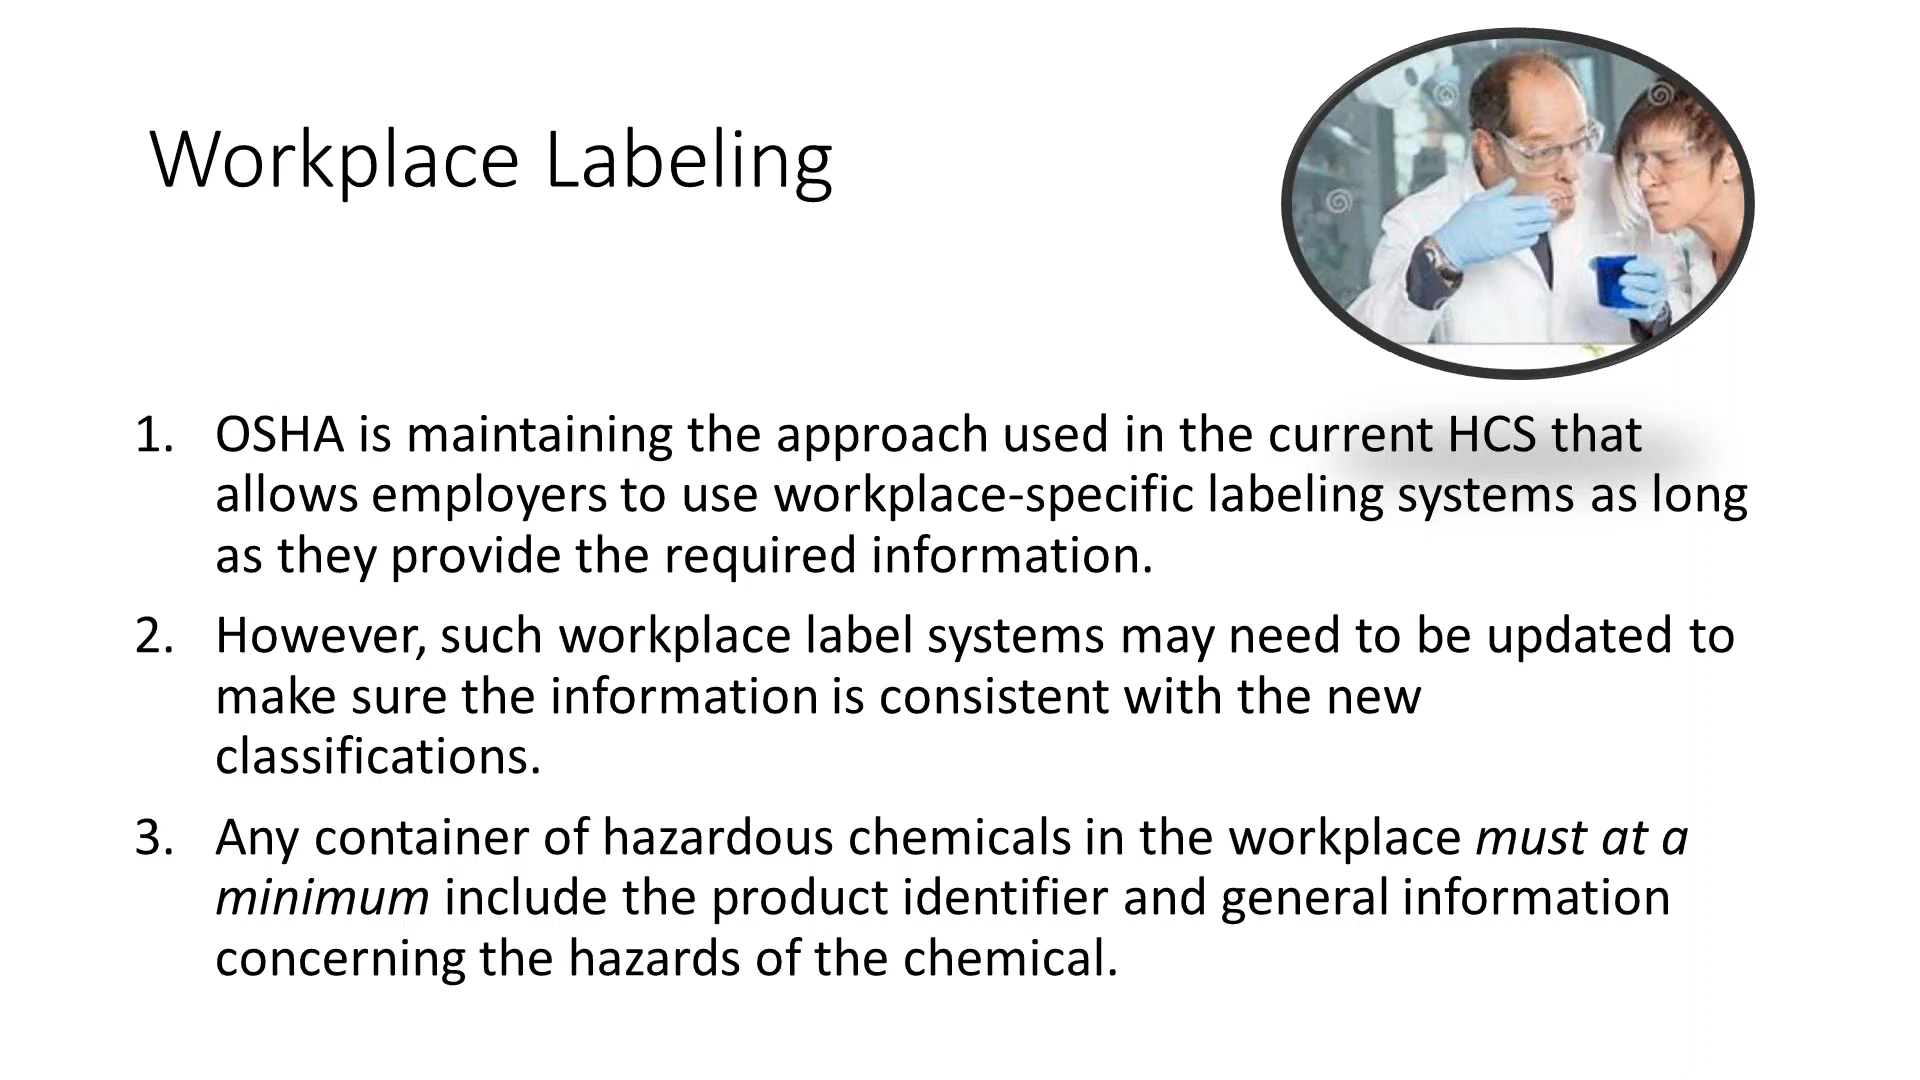 Workplace Labeling
1. OSHA is maintaining the approach used in the current HCS that
allows employers to use workplace-specific labeling systems as long
as they provide the required information.
2. However, such workplace label systems may need to be updated to
make sure the information is consistent with the new
classifications.
3. Any container of hazardous chemicals in the workplace must at a
minimum include the product identifier and general information
concerning the hazards of the chemical.